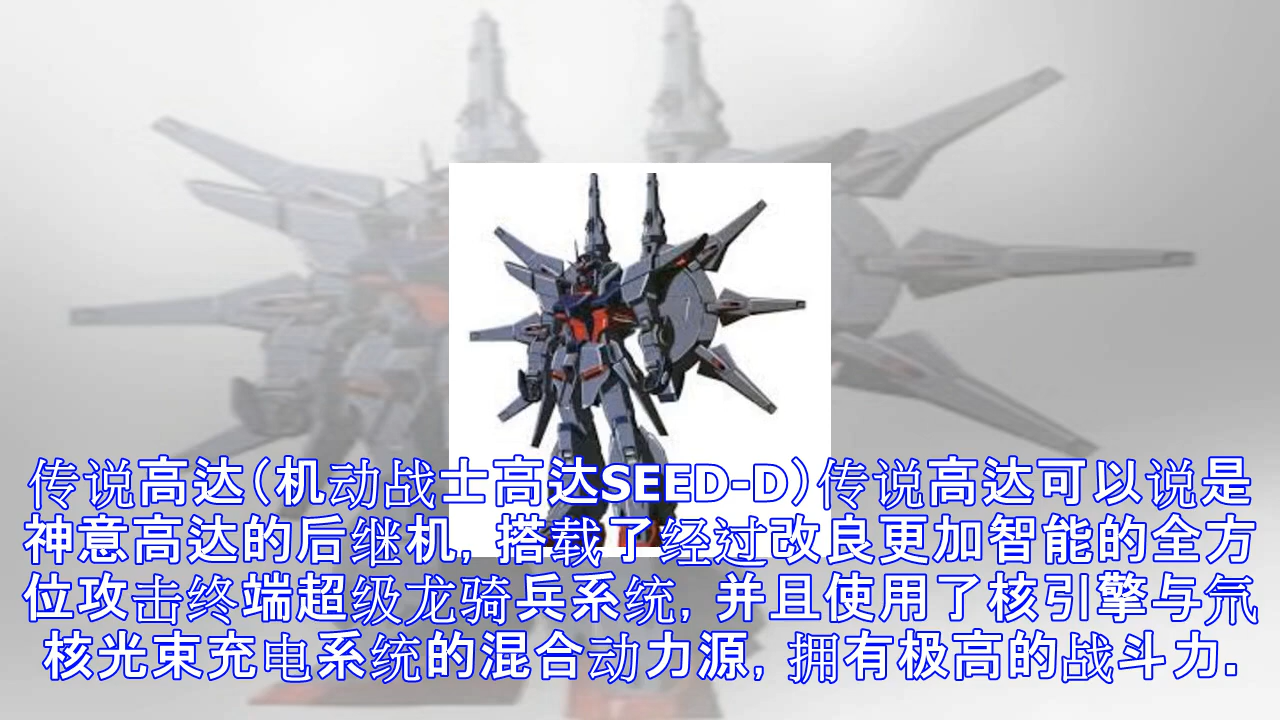 传说高达(机动战士高达SEED-D)传说高达可以说是
神意高达的后继机, 搭载了经过改良更加智能的全方
位攻击终端超级龙骑兵系统, 并且使用了核引擎与氘
核光束充电系统的混合动力源, 拥有极高的战斗力.